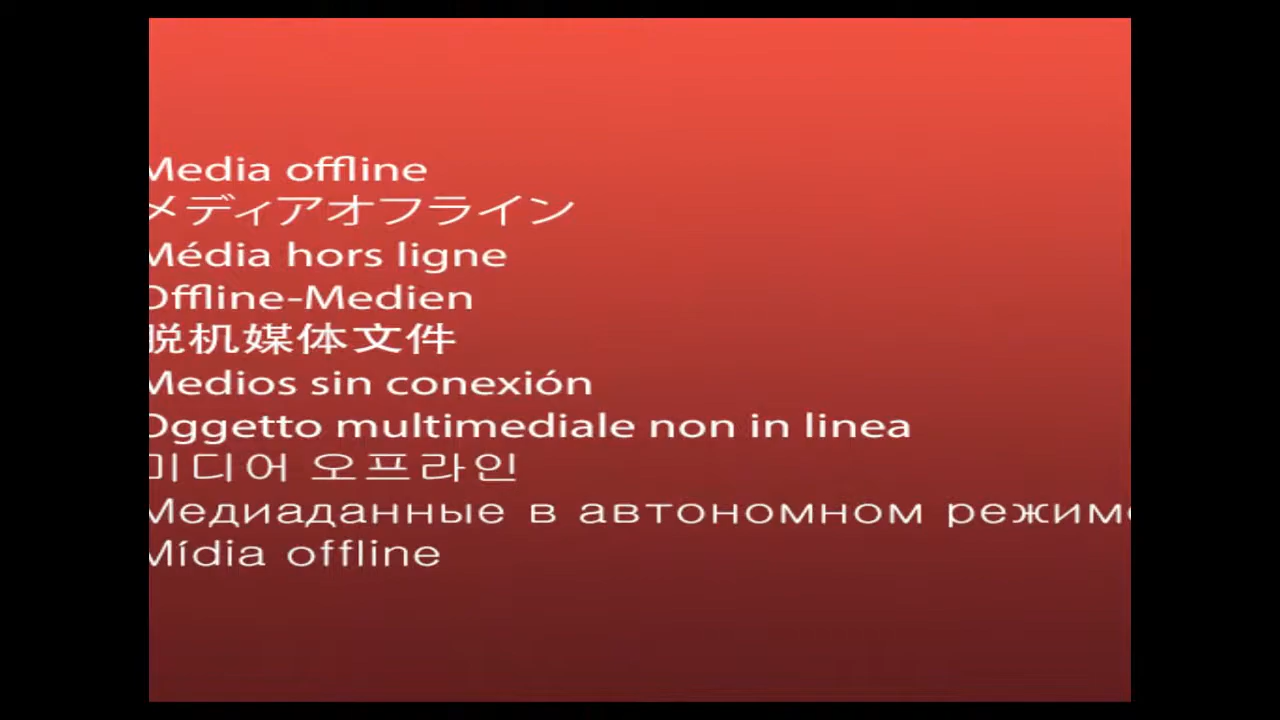 Media offline
メディアオフライン
Média hors ligne
Offline-Medien
脱机媒体文件
Medios sin conexión
Oggetto multimediale non in linea
미디어 오프라인
Медиаданные в автономном режиме
Mídia offline